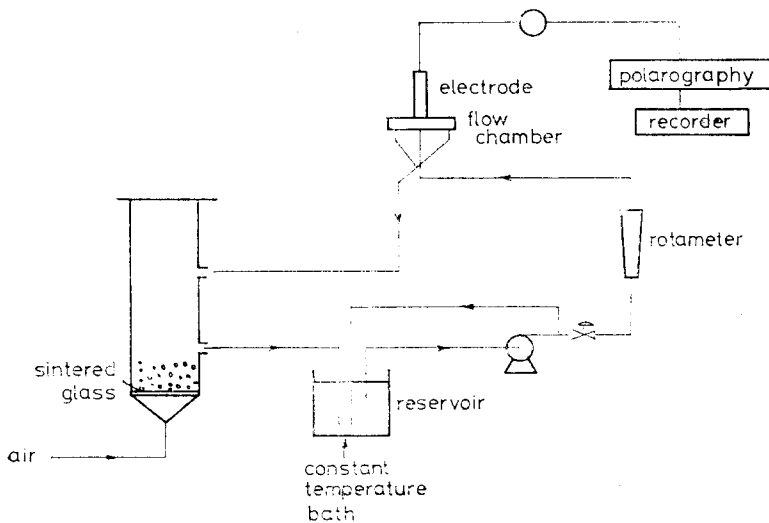 polarography
recorder
electrode
flow
chamber
rotameter
sintered
glass
reservoir
air
constant
temperature
bath